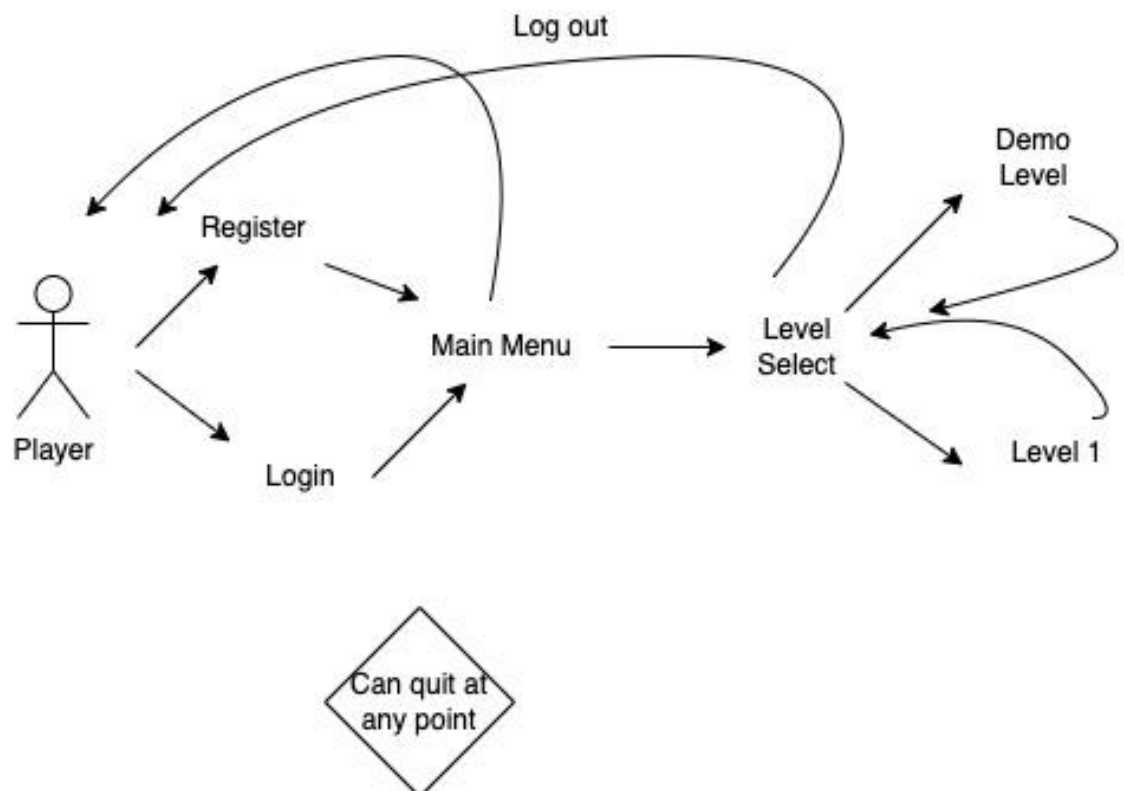 Log out
Demo
Level
Register
Main Menu
Level
Select
Player
Login
Level 1
Can quit at
any point